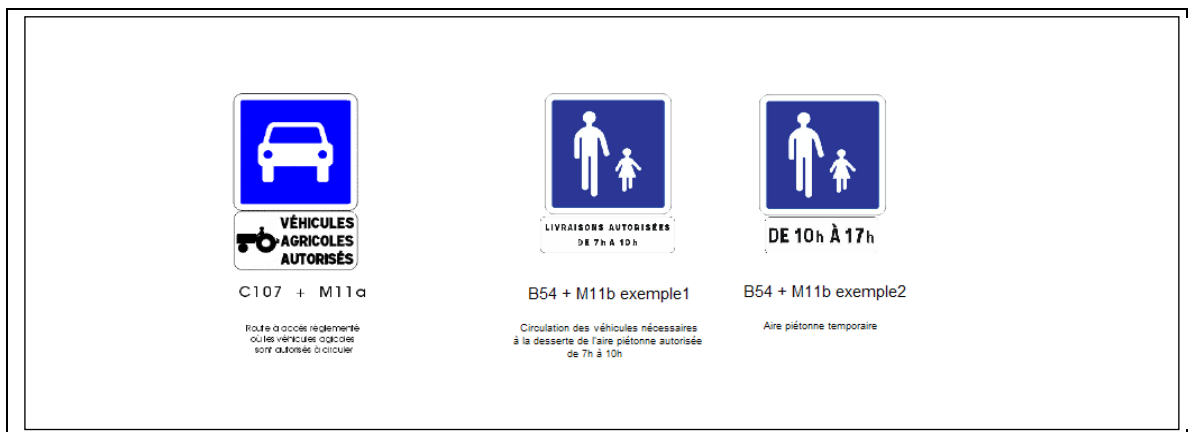 VÉHICULES
AGRICOLES
AUTORISÉS
C107 + M11a
Route à accès réglementé
où les véhicules agricoles
sont autorisés à circuler
LIVRAISONS AUTORISÉES
DE 7h A 10h
B54 + M11b exemple1
Circulation des véhicules nécessaires
à la desserte de l'aire piétonne autorisée
de 7h à 10h
DE 10h À 17h
B54 + M11b exemple2
Aire piétonne temporaire